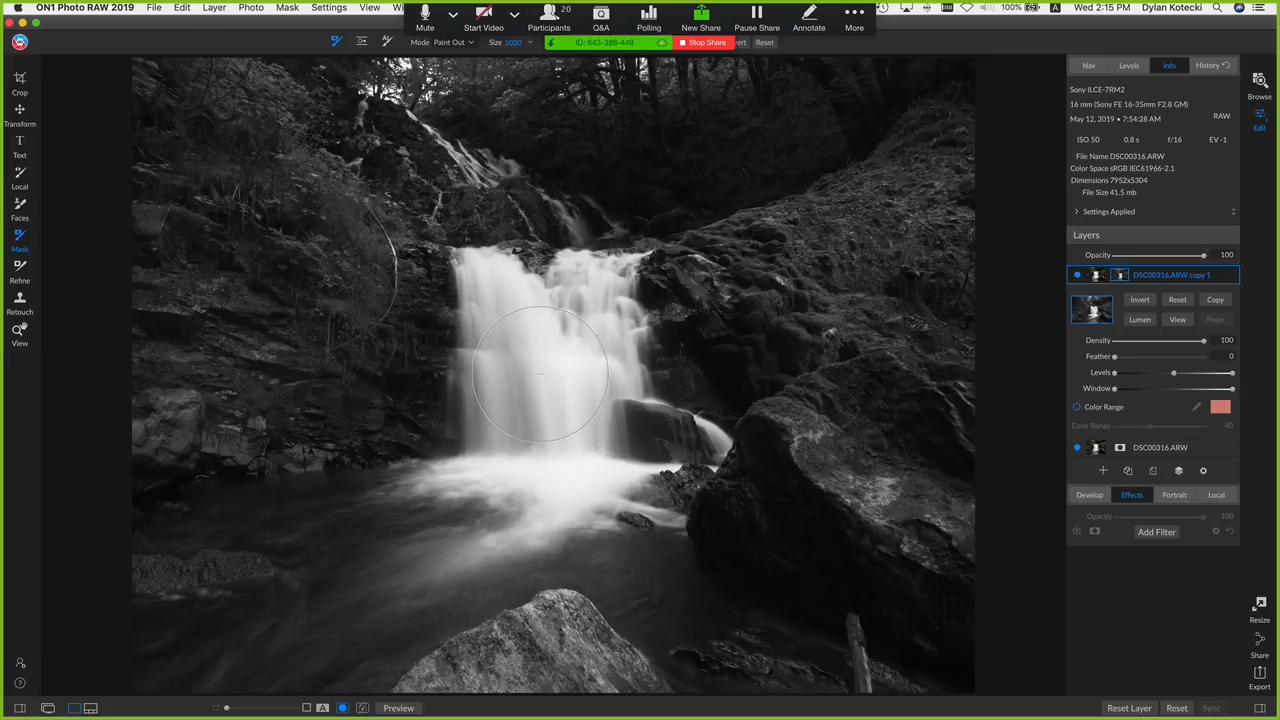 ON1 Photo RAW 2019 File Edit Layer Photo Mask Settings View 100% Wed 2:15 PM Dylan Kotecki
Mute Start Video Participants 20 Q&A Polling New Share Pause Share Annotate More
Mode Paint Out Size 1000 ID: 643-388-449 Stop Share ert Reset
Crop
Transform
Text
Local
Faces
Mask
Refine
Retouch
View
Nav Levels Info History
Sony ILCE-7RM2
16 mm (Sony FE 16-35mm F2.8 GM)
May 12, 2019 • 7:54:28 AM RAW
ISO 50 0.8 s f/16 EV -1
File Name DSC00316.ARW
Color Space sRGB IEC61966-2.1
Dimensions 7952x5304
File Size 41.5 mb
Settings Applied
Layers
Opacity 100
DSC00316.ARW copy 1
Invert Reset Copy
Lumen View Paste
Density 100
Feather 0
Levels
Window
Color Range
Color Range 40
DSC00316.ARW
Develop Effects Portrait Local
Opacity 100
Add Filter
Browse
Edit
Resize
Share
Export
A Preview Reset Layer Reset Sync